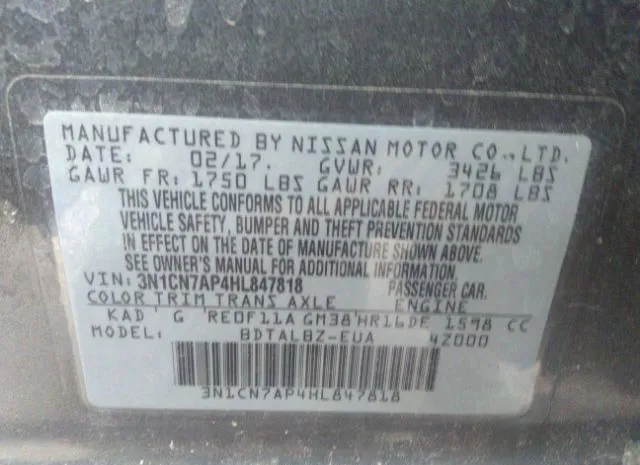 MANUFACTURED BY NISSAN MOTOR CO., LTD.
DATE: 02/17. GVWR: 3426 LBS
GAWR FR: 1750 LBS GAWR RR: 1708 LBS
THIS VEHICLE CONFORMS TO ALL APPLICABLE FEDERAL MOTOR
VEHICLE SAFETY, BUMPER AND THEFT PREVENTION STANDARDS
IN EFFECT ON THE DATE OF MANUFACTURE SHOWN ABOVE.
SEE OWNER'S MANUAL FOR ADDITIONAL INFORMATION.
VIN: 3N1CN7AP4HL847818 PASSENGER CAR.
COLOR TRIM TRANS AXLE ENGINE
KAD G RE0F11A GM38 HR16DE 1598 CC
MODEL: BDTALBZ-EUA 4Z000
3N1CN7AP4HL847818